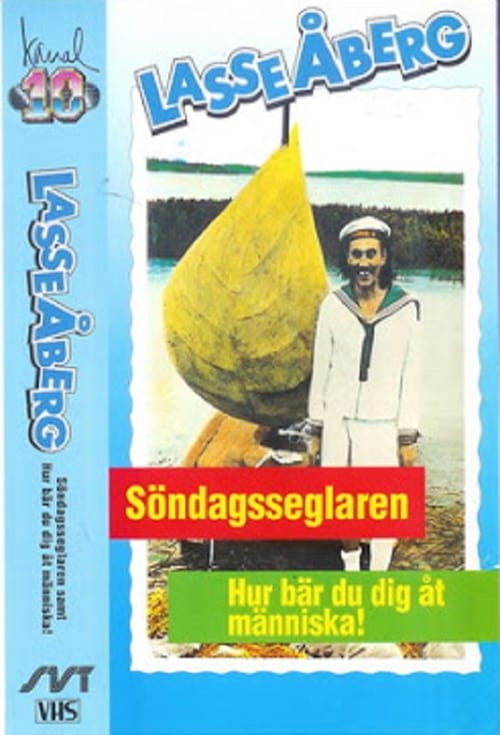 Kanal
10
LASSE ÅBERG
Söndagsseglaren samt
Hur bär du dig åt människa!
SVT
VHS
LASSE ÅBERG
Söndagsseglaren
Hur bär du dig åt
människa!